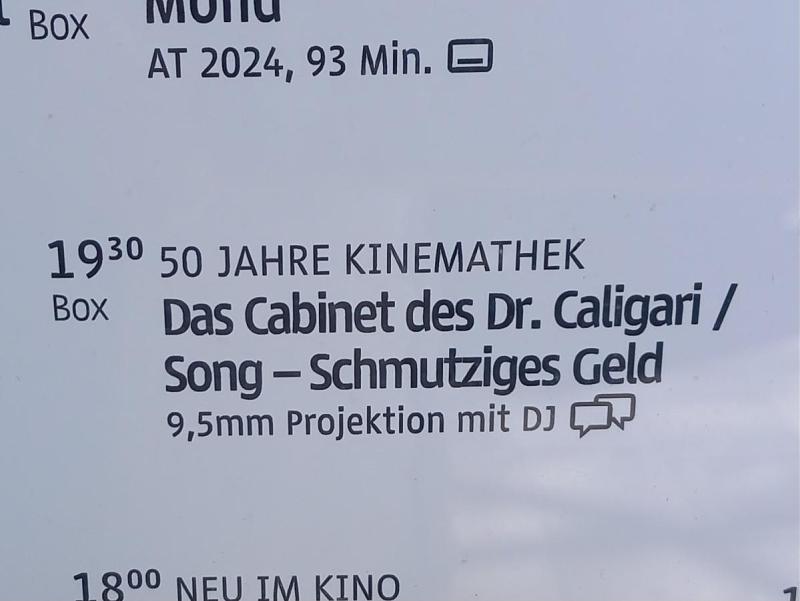 Box
AT 2024, 93 Min.
19³⁰ 50 JAHRE KINEMATHEK
Box
Das Cabinet des Dr. Caligari /
Song – Schmutziges Geld
9,5mm Projektion mit DJ
18⁰⁰ NEU IM KINO